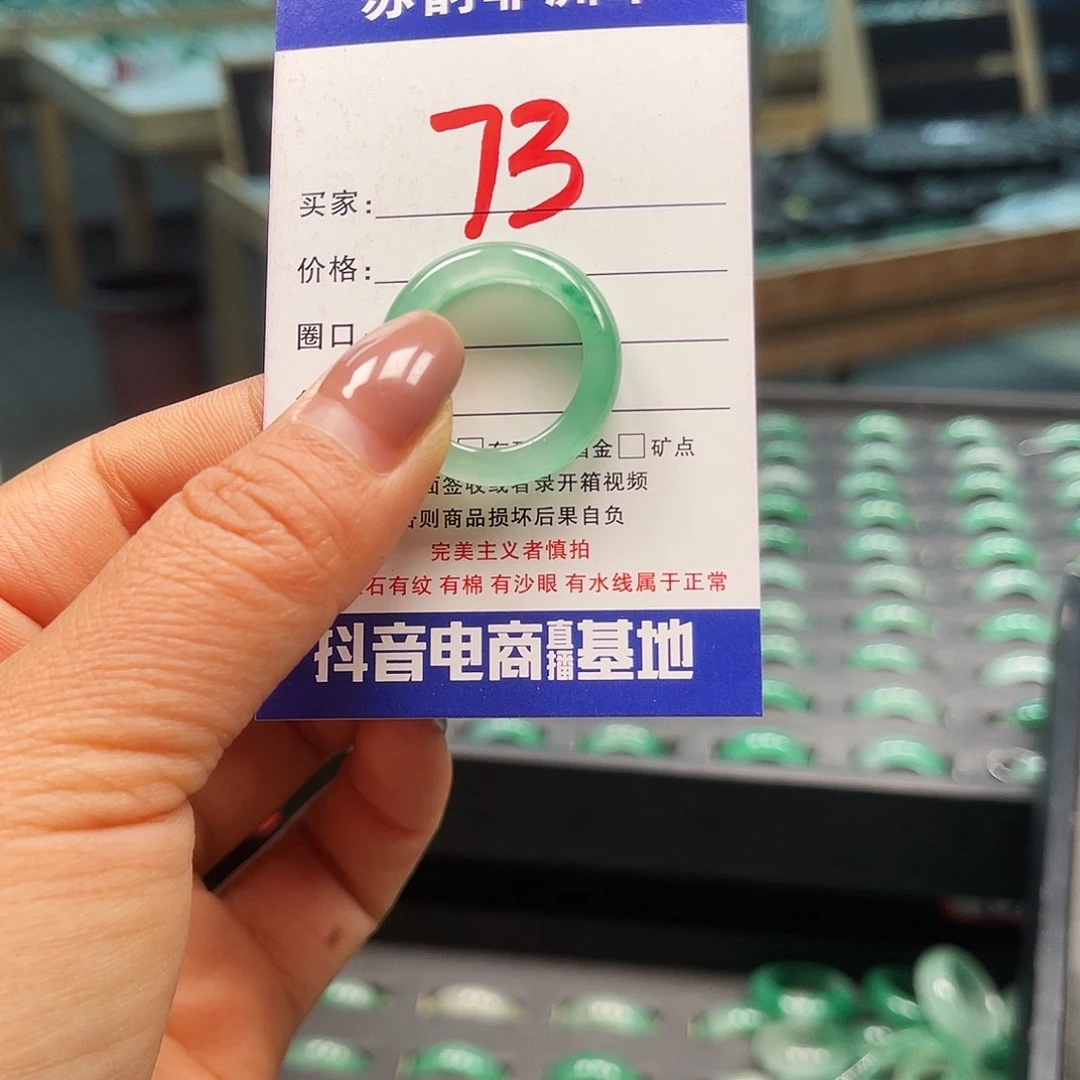 73
买家:
价格:
圈口
金□矿点
面签收或者录开箱视频
否则商品损坏后果自负
完美主义者慎拍
石有纹 有棉 有沙眼 有水线属于正常
抖音电商直播基地